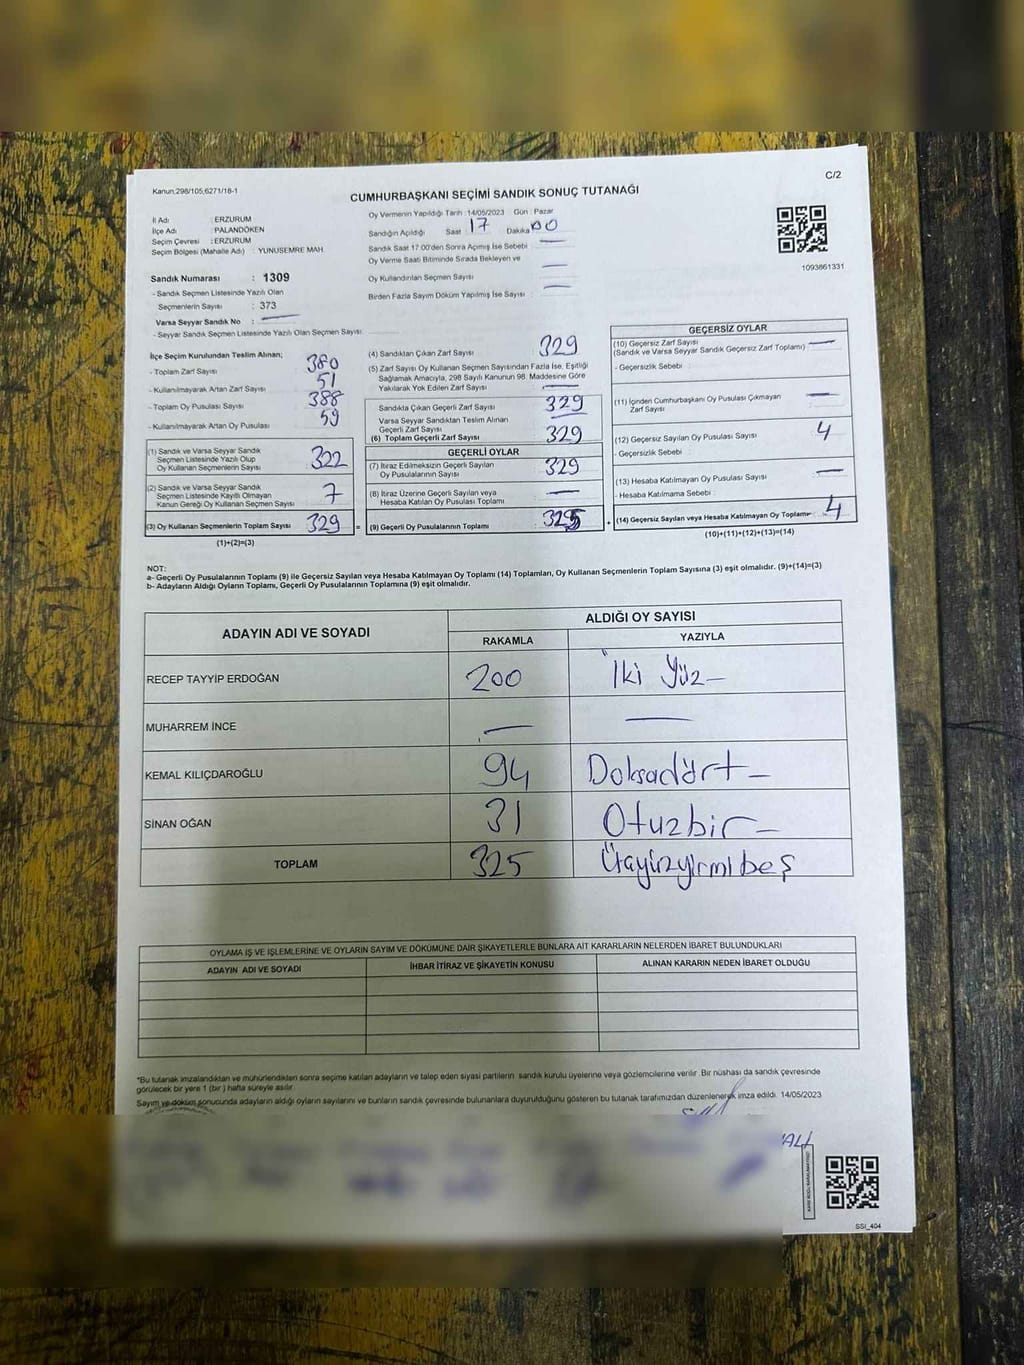 Kanun,298/105,6271/18-1
C/2
CUMHURBAŞKANI SEÇİMİ SANDIK SONUÇ TUTANAĞI
İl Adı : ERZURUM
İlçe Adı : PALANDÖKEN
Seçim Çevresi : ERZURUM
Seçim Bölgesi (Mahalle Adı) : YUNUSEMRE MAH.
Sandık Numarası : 1309
- Sandık Seçmen Listesinde Yazılı Olan
Seçmenlerin Sayısı : 373
Varsa Seyyar Sandık No : —
- Seyyar Sandık Seçmen Listesinde Yazılı Olan Seçmen Sayısı:
Oy Vermenin Yapıldığı Tarih :14/05/2023 Gün : Pazar
Sandığın Açıldığı Saat 17 Dakika 00
Sandık Saat 17:00'den Sonra Açımış İse Sebebi : —
Oy Verme Saati Bitiminde Sırada Bekleyen ve
Oy Kullandırılan Seçmen Sayısı : —
Birden Fazla Sayım Döküm Yapılmış İse Sayısı : —
1093861331
İlçe Seçim Kurulundan Teslim Alınan;
- Toplam Zarf Sayısı : 380
- Kullanılmayarak Artan Zarf Sayısı : 51
- Toplam Oy Pusulası Sayısı : 388
- Kullanılmayarak Artan Oy Pusulası : 59
(1) Sandık ve Varsa Seyyar Sandık
Seçmen Listesinde Yazılı Olup
Oy Kullanan Seçmenlerin Sayısı : 322
(2) Sandık ve Varsa Seyyar Sandık
Seçmen Listesinde Kayıtlı Olmayan
Kanun Gereği Oy Kullanan Seçmen Sayısı : 7
(3) Oy Kullanan Seçmenlerin Toplam Sayısı : 329
(1)+(2)=(3)
(4) Sandıktan Çıkan Zarf Sayısı : 329
(5) Zarf Sayısı Oy Kullanan Seçmen Sayısından Fazla İse, Eşitliği
Sağlamak Amacıyla, 298 Sayılı Kanunun 98. Maddesine Göre
Yakılarak Yok Edilen Zarf Sayısı : —
Sandıkta Çıkan Geçerli Zarf Sayısı : 329
Varsa Seyyar Sandıktan Teslim Alınan
Geçerli Zarf Sayısı : —
(6) Toplam Geçerli Zarf Sayısı : 329
GEÇERLİ OYLAR
(7) İtiraz Edilmeksizin Geçerli Sayılan
Oy Pusulalarının Sayısı : 329
(8) İtiraz Üzerine Geçerli Sayılan veya
Hesaba Katılan Oy Pusulası Toplamı : —
= (9) Geçerli Oy Pusulalarının Toplamı : 325
GEÇERSİZ OYLAR
(10) Geçersiz Zarf Sayısı : —
(Sandık ve Varsa Seyyar Sandık Geçersiz Zarf Toplamı)
- Geçersizlik Sebebi :
(11) İçinden Cumhurbaşkanı Oy Pusulası Çıkmayan
Zarf Sayısı : —
(12) Geçersiz Sayılan Oy Pusulası Sayısı : 4
- Geçersizlik Sebebi :
(13) Hesaba Katılmayan Oy Pusulası Sayısı : —
- Hesaba Katılmama Sebebi :
+ (14) Geçersiz Sayılan veya Hesaba Katılmayan Oy Toplamı : 4
(10)+(11)+(12)+(13)=(14)
NOT:
a- Geçerli Oy Pusulalarının Toplamı (9) ile Geçersiz Sayılan veya Hesaba Katılmayan Oy Toplamı (14) Toplamları, Oy Kullanan Seçmenlerin Toplam Sayısına (3) eşit olmalıdır. (9)+(14)=(3)
b- Adayların Aldığı Oyların Toplamı, Geçerli Oy Pusulalarının Toplamına (9) eşit olmalıdır.
ADAYIN ADI VE SOYADI ALDIĞI OY SAYISI
RAKAMLA YAZIYLA
RECEP TAYYİP ERDOĞAN 200 İki Yüz —
MUHARREM İNCE — —
KEMAL KILIÇDAROĞLU 94 Doksadört —
SİNAN OĞAN 31 Otuzbir —
TOPLAM 325 Üçyüzyirmibeş
OYLAMA İŞ VE İŞLEMLERİNE VE OYLARIN SAYIM VE DÖKÜMÜNE DAİR ŞİKAYETLERLE BUNLARA AİT KARARLARIN NELERDEN İBARET BULUNDUKLARI
ADAYIN ADI VE SOYADI İHBAR İTİRAZ VE ŞİKAYETİN KONUSU ALINAN KARARIN NEDEN İBARET OLDUĞU
*Bu tutanak imzalandıktan ve mühürlendikten sonra seçime katılan adayların ve talep eden siyasi partilerin sandık kurulu üyelerine veya gözlemcilerine verilir. Bir nüshası da sandık çevresinde
görülecek bir yere 1 (bir ) hafta süreyle asılır.
Sayım ve döküm sonucunda adayların aldığı oyların sayılarını ve bunların sandık çevresinde bulunanlara duyurulduğunu gösteren bu tutanak tarafımızdan düzenlenerek imza edildi. 14/05/2023
SSİ_404